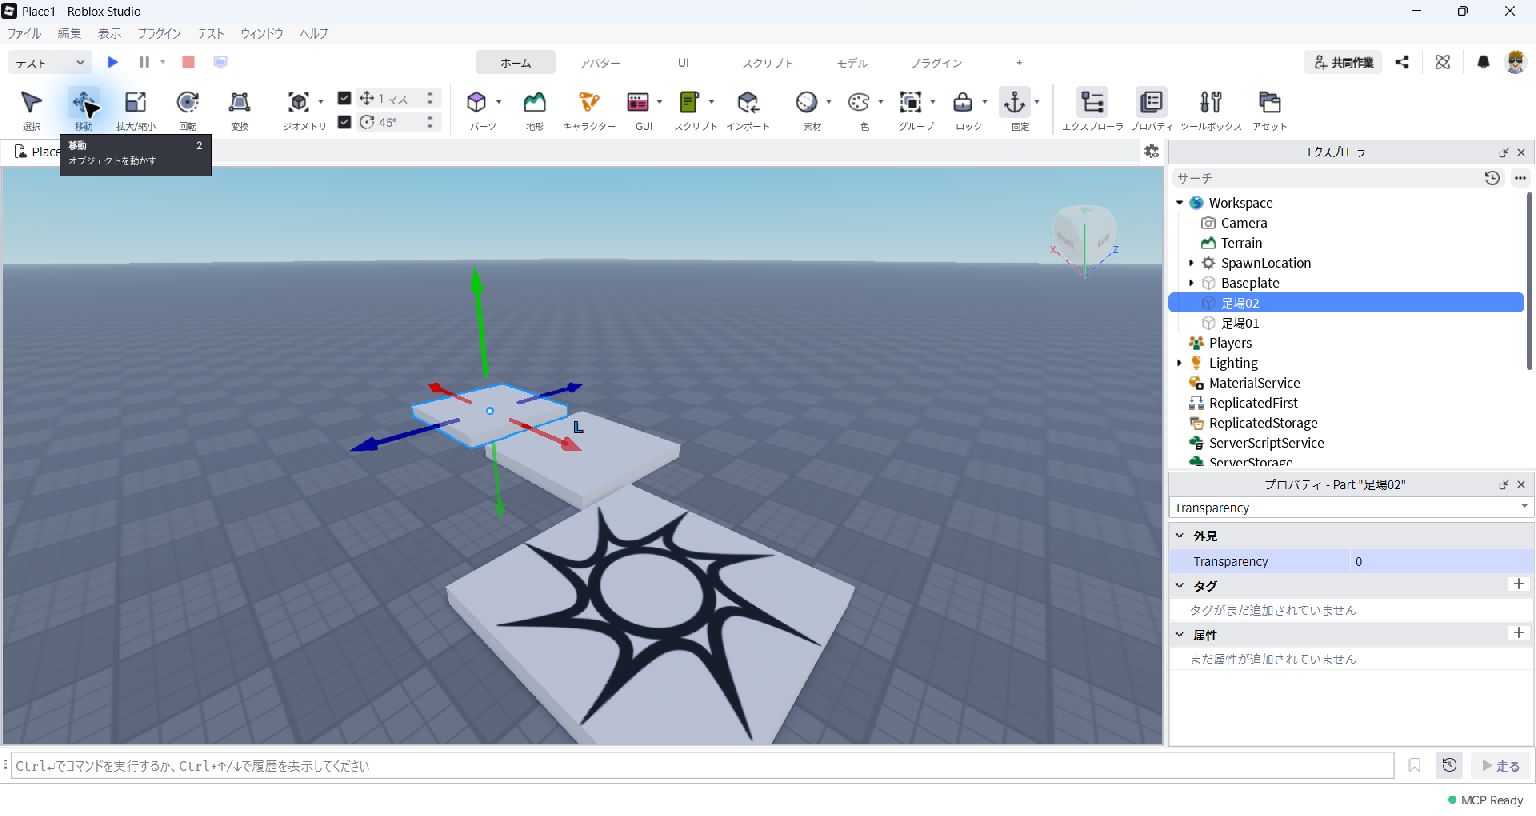 Place1 - Roblox Studio
ファイル 編集 表示 プラグイン テスト ウィンドウ ヘルプ
テスト ホーム アバター UI スクリプト モデル プラグイン + 共同作業
1 マス
45°
選択 移動 拡大/縮小 回転 変換 ジオメトリ パーツ 地形 キャラクター GUI スクリプト インポート 素材 色 グループ ロック 固定 エクスプローラ プロパティ ツールボックス アセット
移動 2
オブジェクトを動かす
Place
エクスプローラ
サーチ
Workspace
Camera
Terrain
SpawnLocation
Baseplate
足場02
足場01
Players
Lighting
MaterialService
ReplicatedFirst
ReplicatedStorage
ServerScriptService
ServerStorage
X
Z
L
プロパティ - Part "足場02"
Transparency
外見
Transparency 0
タグ
タグがまだ追加されていません
属性
まだ属性が追加されていません
Ctrl+↵でコマンドを実行するか、Ctrl+↑/↓で履歴を表示してください
走る
MCP Ready